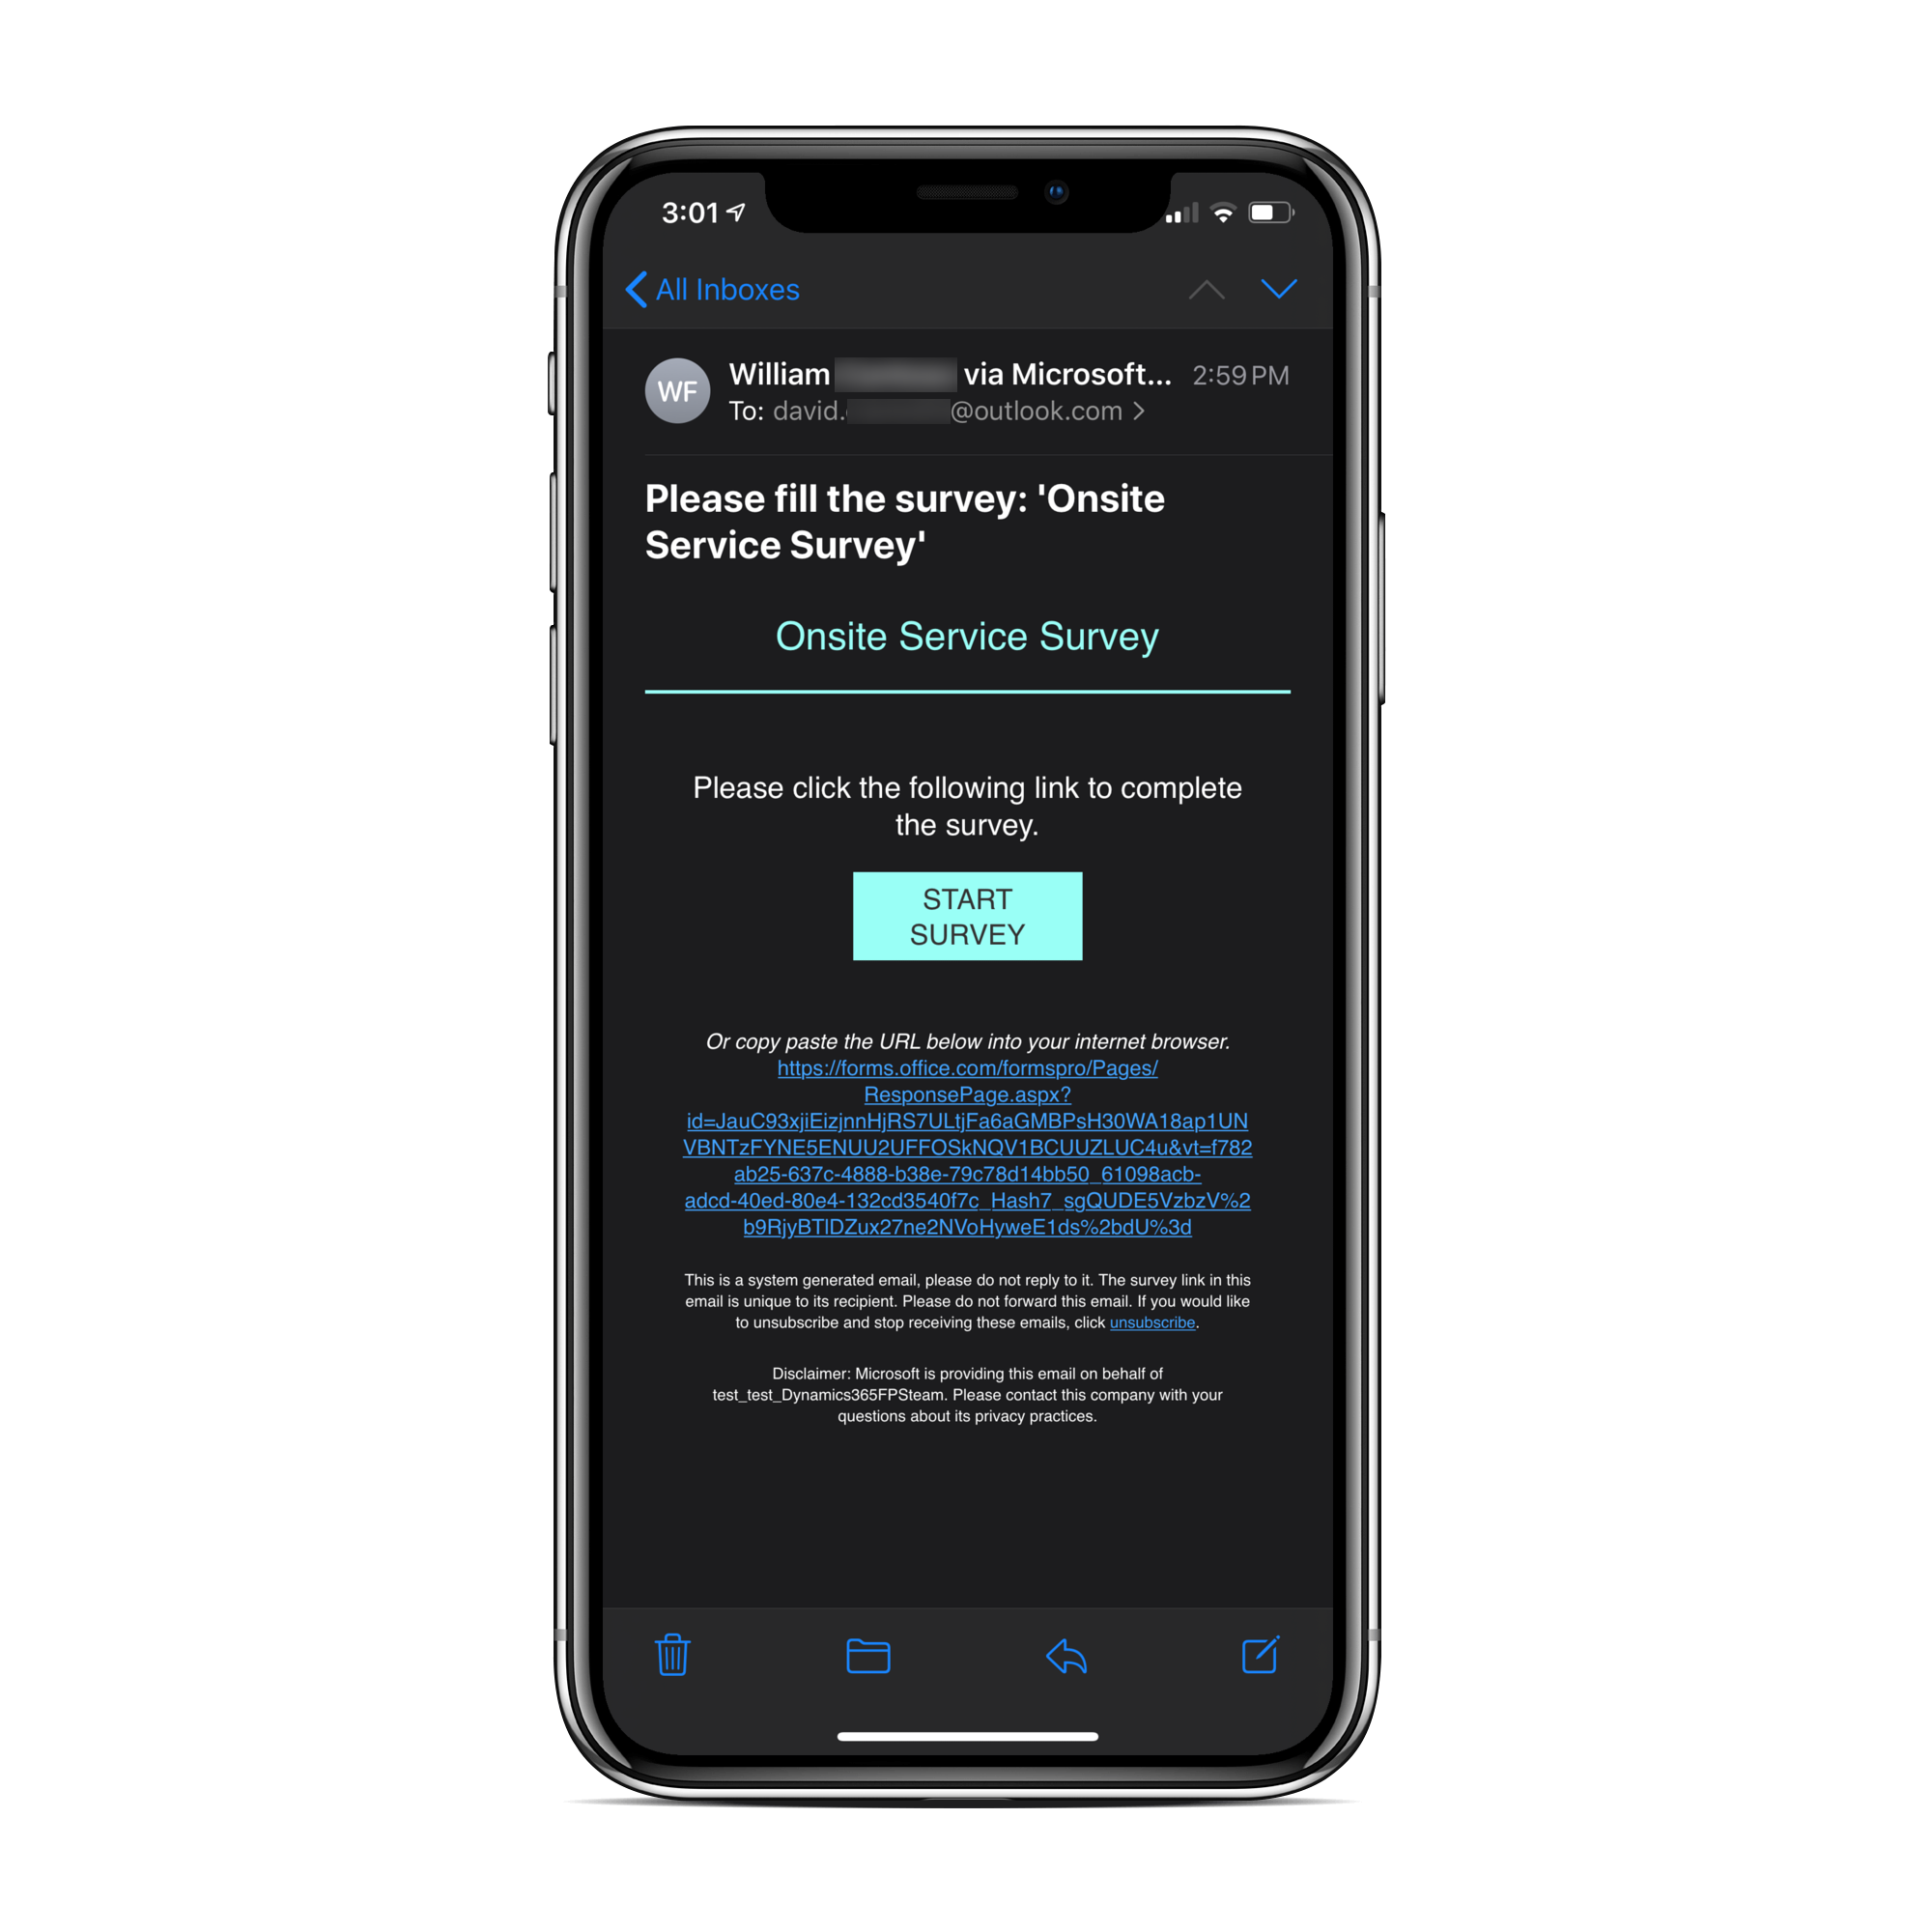 3:01
All Inboxes
WF
William via Microsoft... 2:59 PM
To: david. @outlook.com >
Please fill the survey: 'Onsite
Service Survey'
Onsite Service Survey
Please click the following link to complete
the survey.
START
SURVEY
Or copy paste the URL below into your internet browser.
https://forms.office.com/formspro/Pages/
ResponsePage.aspx?
id=JauC93xjiEizjnnHjRS7ULtjFa6aGMBPsH30WA18ap1UN
VBNTzFYNE5ENUU2UFFOSkNQV1BCUUZLUC4u&vt=f782
ab25-637c-4888-b38e-79c78d14bb50_61098acb-
adcd-40ed-80e4-132cd3540f7c_Hash7_sgQUDE5VzbzV%2
b9RjyBTlDZux27ne2NVoHyweE1ds%2bdU%3d
This is a system generated email, please do not reply to it. The survey link in this
email is unique to its recipient. Please do not forward this email. If you would like
to unsubscribe and stop receiving these emails, click unsubscribe.
Disclaimer: Microsoft is providing this email on behalf of
test_test_Dynamics365FPSteam. Please contact this company with your
questions about its privacy practices.